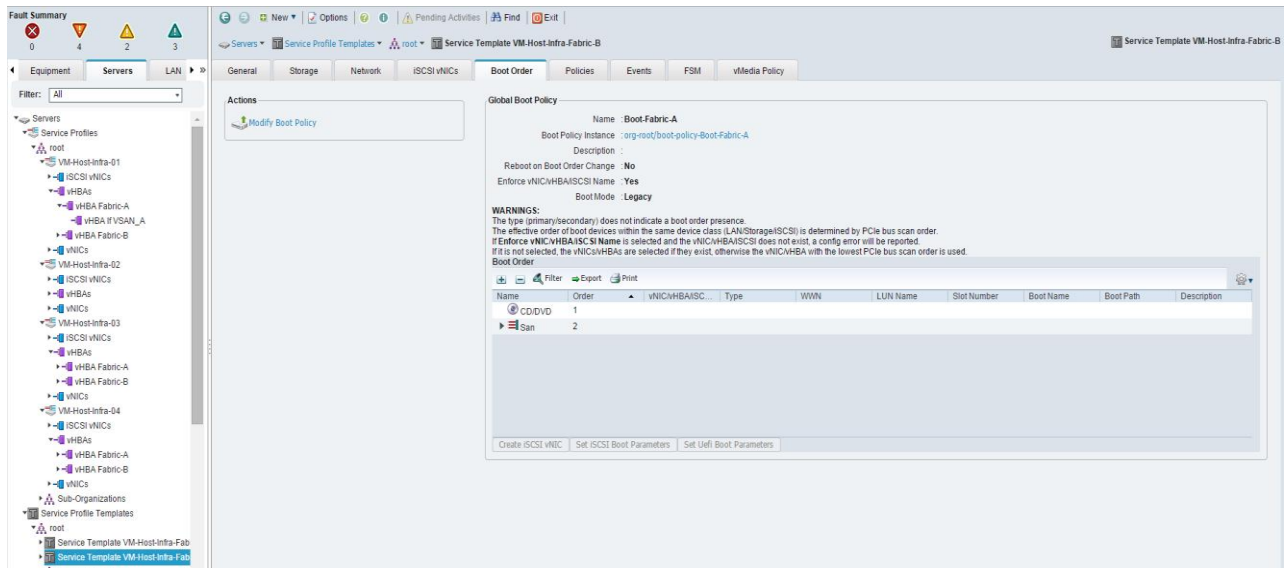 Fault Summary
0 4 2 3
New Options Pending Activities Find Exit
Servers Service Profile Templates root Service Template VM-Host-Infra-Fabric-B
Service Template VM-Host-Infra-Fabric-B
Equipment Servers LAN
Filter: All
Servers
Service Profiles
root
VM-Host-Infra-01
iSCSI vNICs
vHBAs
vHBA Fabric-A
vHBA If VSAN_A
vHBA Fabric-B
vNICs
VM-Host-Infra-02
iSCSI vNICs
vHBAs
vNICs
VM-Host-Infra-03
iSCSI vNICs
vHBAs
vHBA Fabric-A
vHBA Fabric-B
vNICs
VM-Host-Infra-04
iSCSI vNICs
vHBAs
vHBA Fabric-A
vHBA Fabric-B
vNICs
Sub-Organizations
Service Profile Templates
root
Service Template VM-Host-Infra-Fab
Service Template VM-Host-Infra-Fab
General Storage Network iSCSI vNICs Boot Order Policies Events FSM vMedia Policy
Actions
Modify Boot Policy
Global Boot Policy
Name : Boot-Fabric-A
Boot Policy Instance : org-root/boot-policy-Boot-Fabric-A
Description :
Reboot on Boot Order Change : No
Enforce vNIC/vHBA/iSCSI Name : Yes
Boot Mode : Legacy
WARNINGS:
The type (primary/secondary) does not indicate a boot order presence.
The effective order of boot devices within the same device class (LAN/Storage/iSCSI) is determined by PCIe bus scan order.
If Enforce vNIC/vHBA/iSCSI Name is selected and the vNIC/vHBA/iSCSI does not exist, a config error will be reported.
If it is not selected, the vNICs/vHBAs are selected if they exist, otherwise the vNIC/vHBA with the lowest PCIe bus scan order is used.
Boot Order
Filter Export Print
Name Order vNIC/vHBA/iSC... Type WWN LUN Name Slot Number Boot Name Boot Path Description
CD/DVD 1
San 2
Create iSCSI vNIC Set iSCSI Boot Parameters Set Uefi Boot Parameters